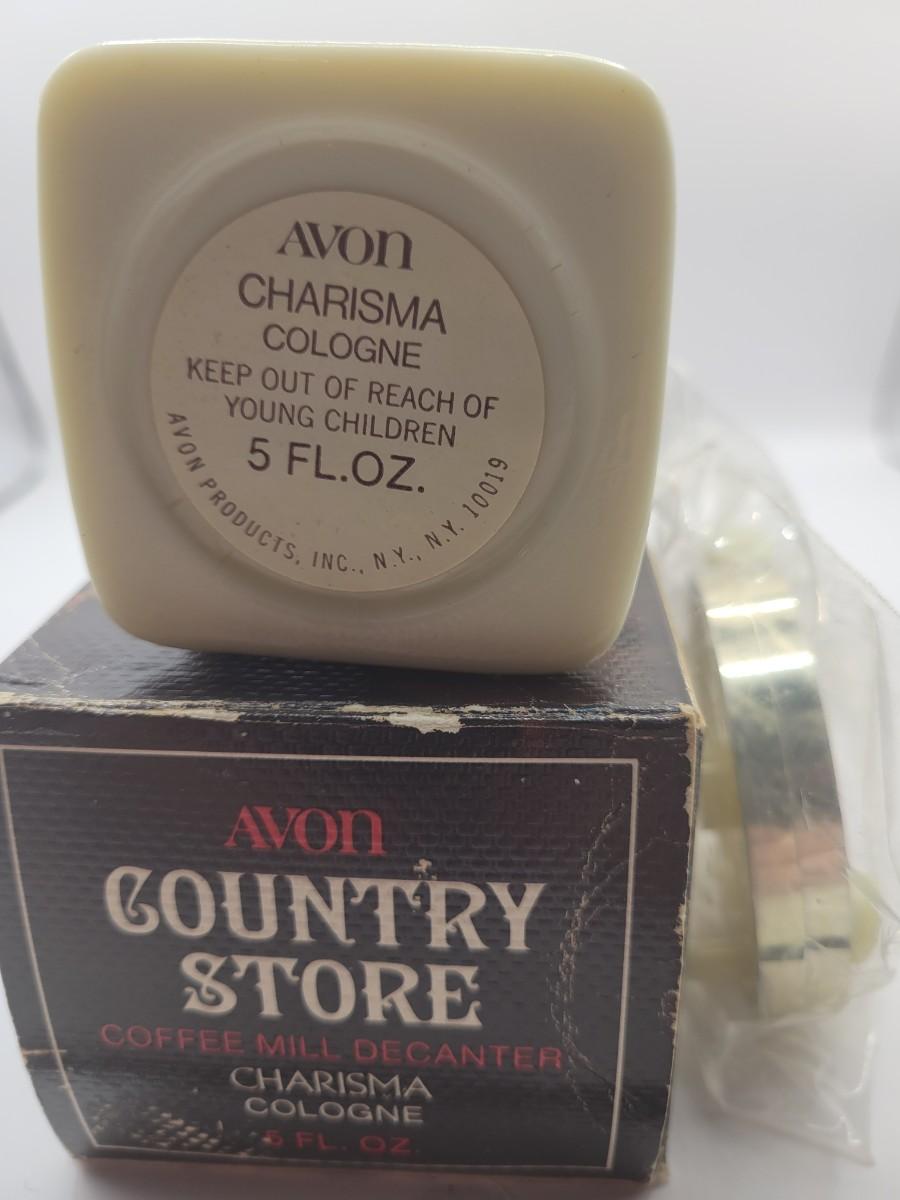 AVON
CHARISMA
COLOGNE
KEEP OUT OF REACH OF
YOUNG CHILDREN
5 FL.OZ.
AVON PRODUCTS, INC., N.Y., N.Y. 10019
AVON
COUNTRY
STORE
COFFEE MILL DECANTER
CHARISMA
COLOGNE
5 FL. OZ.